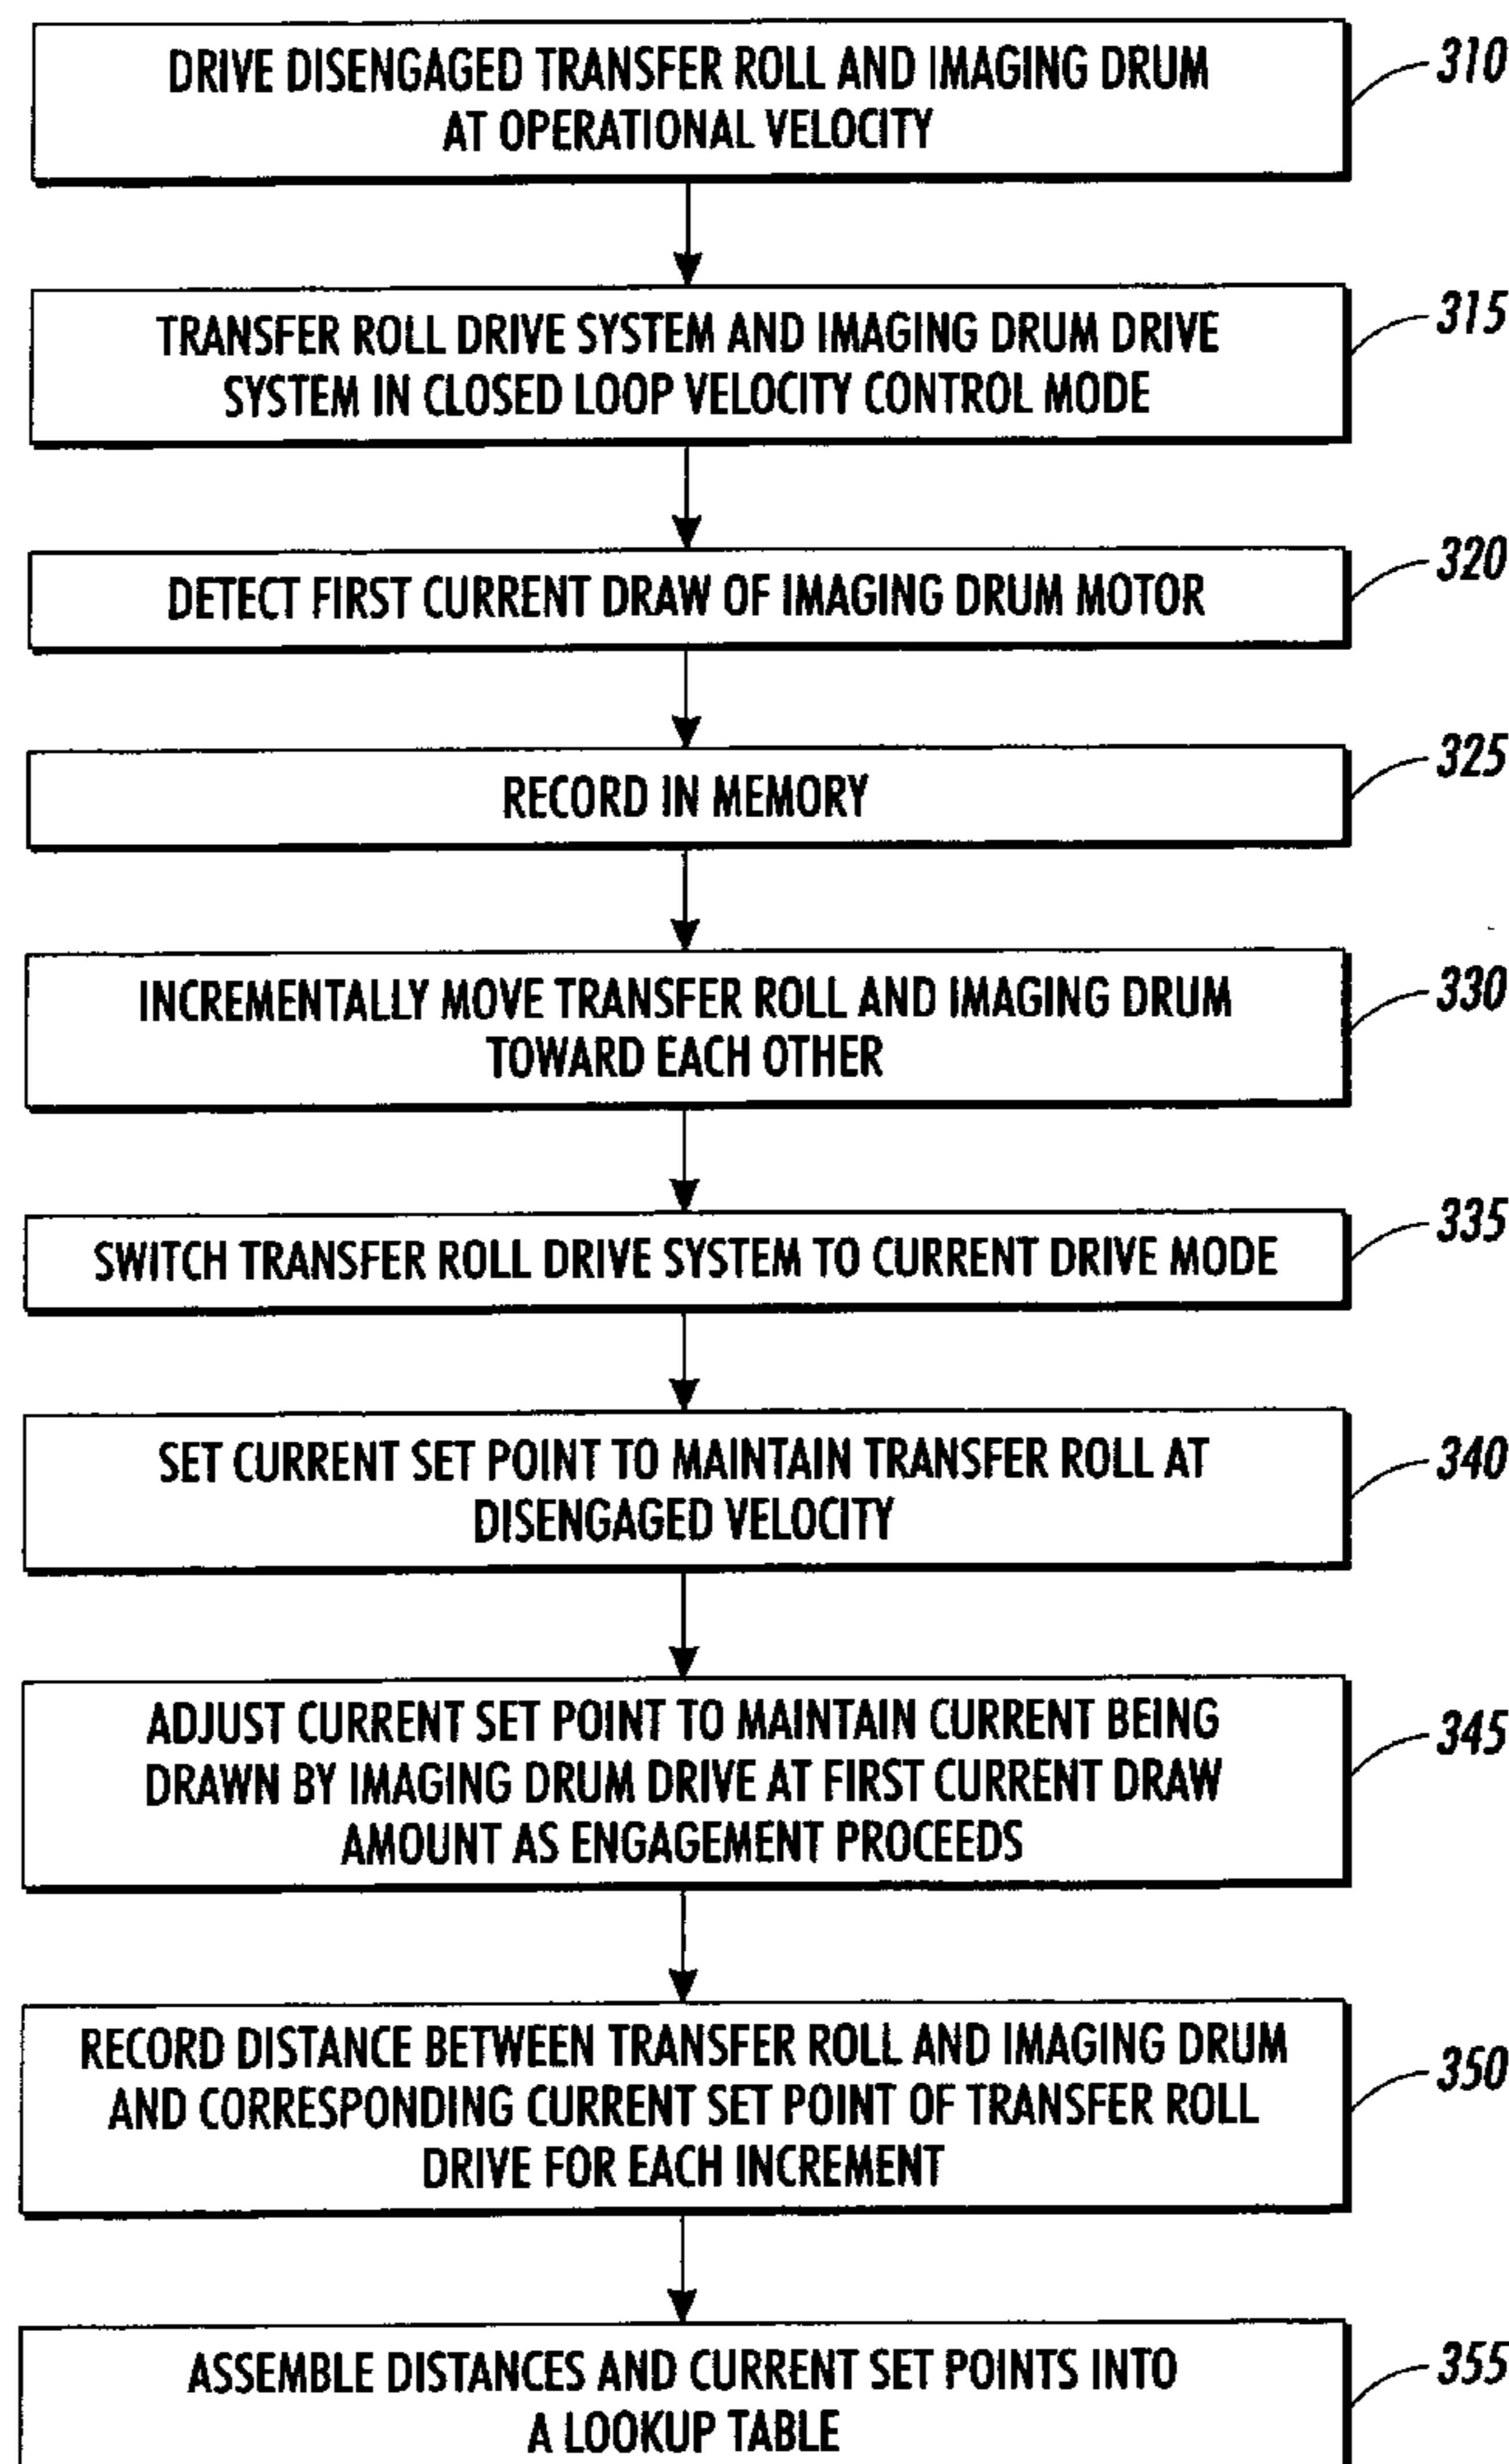 DRIVE DISENGAGED TRANSFER ROLL AND IMAGING DRUM
AT OPERATIONAL VELOCITY
310
TRANSFER ROLL DRIVE SYSTEM AND IMAGING DRUM DRIVE
SYSTEM IN CLOSED LOOP VELOCITY CONTROL MODE
315
DETECT FIRST CURRENT DRAW OF IMAGING DRUM MOTOR
320
RECORD IN MEMORY
325
INCREMENTALLY MOVE TRANSFER ROLL AND IMAGING DRUM
TOWARD EACH OTHER
330
SWITCH TRANSFER ROLL DRIVE SYSTEM TO CURRENT DRIVE MODE
335
SET CURRENT SET POINT TO MAINTAIN TRANSFER ROLL AT
DISENGAGED VELOCITY
340
ADJUST CURRENT SET POINT TO MAINTAIN CURRENT BEING
DRAWN BY IMAGING DRUM DRIVE AT FIRST CURRENT DRAW
AMOUNT AS ENGAGEMENT PROCEEDS
345
RECORD DISTANCE BETWEEN TRANSFER ROLL AND IMAGING DRUM
AND CORRESPONDING CURRENT SET POINT OF TRANSFER ROLL
DRIVE FOR EACH INCREMENT
350
ASSEMBLE DISTANCES AND CURRENT SET POINTS INTO
A LOOKUP TABLE
355